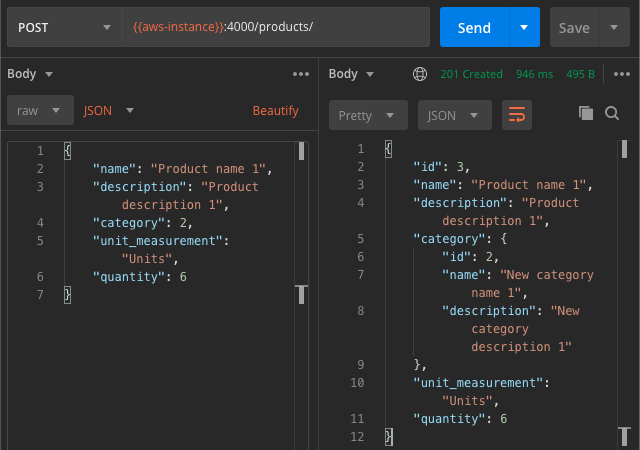 POST {{aws-instance}}:4000/products/ Send Save
Body
raw JSON Beautify
1 {
2 "name": "Product name 1",
3 "description": "Product
description 1",
4 "category": 2,
5 "unit_measurement":
"Units",
6 "quantity": 6
7 }
Body 201 Created 946 ms 495 B
Pretty JSON
1 {
2 "id": 3,
3 "name": "Product name 1",
4 "description": "Product
description 1",
5 "category": {
6 "id": 2,
7 "name": "New category
name 1",
8 "description": "New
category
description 1"
9 },
10 "unit_measurement":
"Units",
11 "quantity": 6
12 }